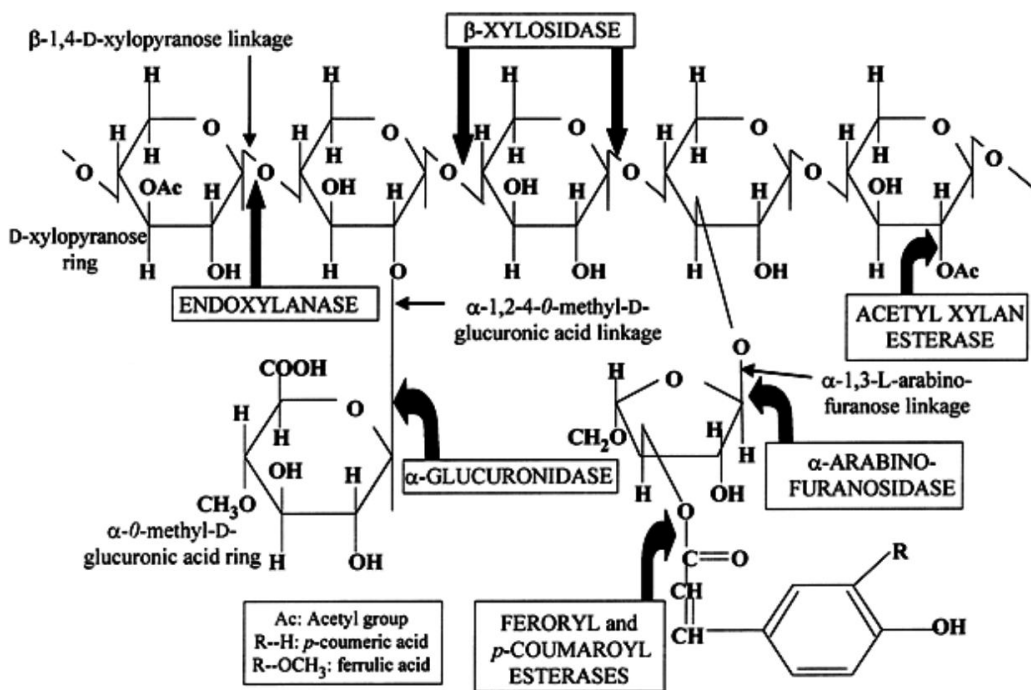 β-1,4-D-xylopyranose linkage
β-XYLOSIDASE
H H H H H
H O H O H O H O H O
O H H O H H O H H O H H O H H O
OAc H OH H OH H H OH H
D-xylopyranose
ring
H OH H O H OH H OH H OAc
ENDOXYLANASE
α-1,2-4-0-methyl-D-
glucuronic acid linkage
ACETYL XYLAN
ESTERASE
O
α-1,3-L-arabino-
furanose linkage
COOH
H O
H
OH H
CH₃O
H OH
α-0-methyl-D-
glucuronic acid ring
α-GLUCURONIDASE
H O
CH₂O
H H H
OH
α-ARABINO-
FURANOSIDASE
O
C=O
CH
CH
R
OH
FERORYL and
p-COUMAROYL
ESTERASES
Ac: Acetyl group
R--H: p-coumeric acid
R--OCH₃: ferrulic acid